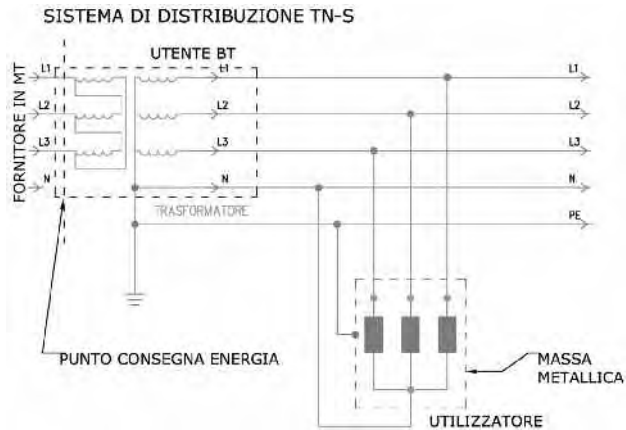 SISTEMA DI DISTRIBUZIONE TN-S
UTENTE BT
FORNITORE IN MT
L1
L1
L1
L2
L2
L2
L3
L3
L3
N
N
N
TRASFORMATORE
PE
PUNTO CONSEGNA ENERGIA
MASSA
METALLICA
UTILIZZATORE